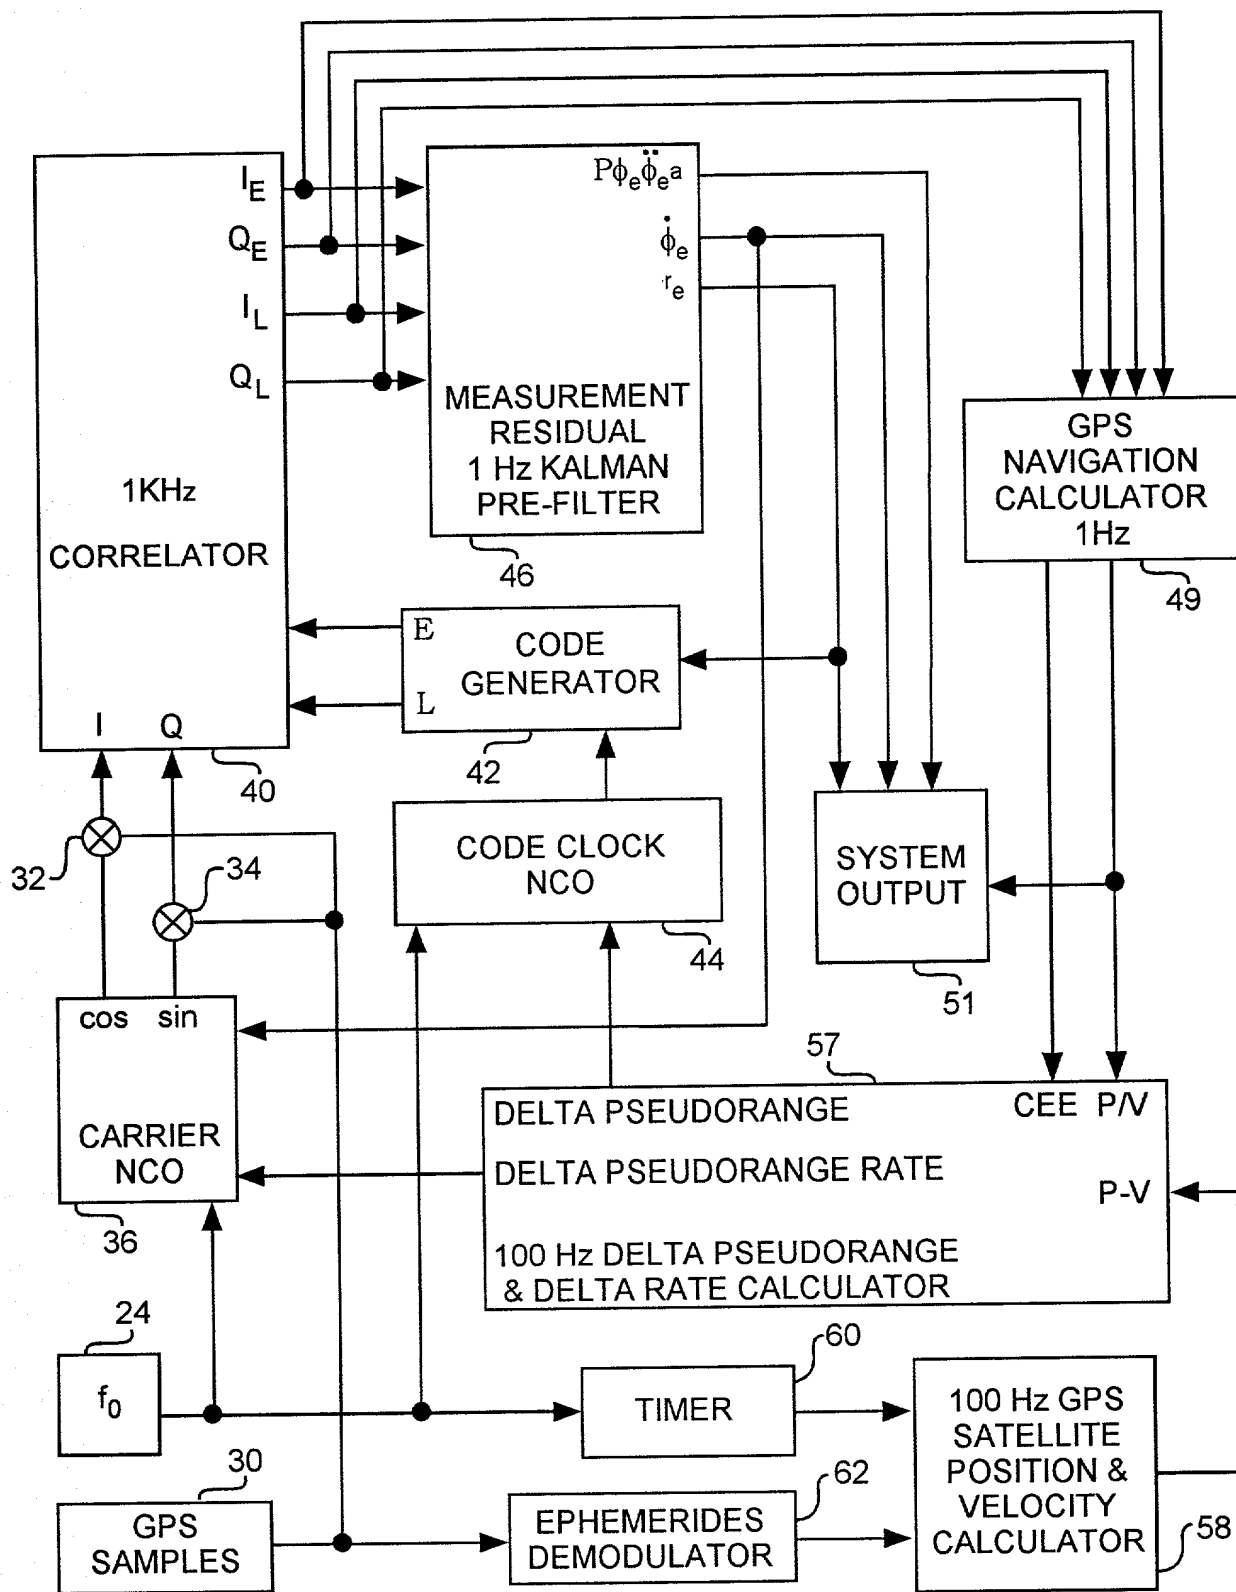 I_E
Q_E
I_L
Q_L
1KHz
CORRELATOR
I Q
40
Pϕ_e ϕ̈_e a
ϕ̇_e
r_e
MEASUREMENT
RESIDUAL
1 Hz KALMAN
PRE-FILTER
46
GPS
NAVIGATION
CALCULATOR
1Hz
49
E
L
CODE
GENERATOR
42
32
34
CODE CLOCK
NCO
44
SYSTEM
OUTPUT
51
cos sin
CARRIER
NCO
36
57
DELTA PSEUDORANGE
CEE P/V
DELTA PSEUDORANGE RATE
P-V
100 Hz DELTA PSEUDORANGE
& DELTA RATE CALCULATOR
24
f_0
60
TIMER
100 Hz GPS
SATELLITE
POSITION &
VELOCITY
CALCULATOR
58
30
GPS
SAMPLES
62
EPHEMERIDES
DEMODULATOR